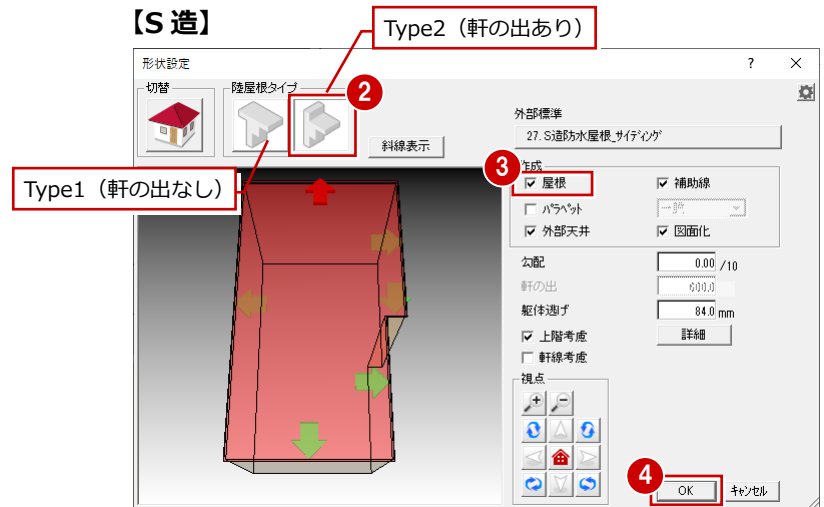 【S 造】
Type2（軒の出あり）
形状設定
? ×
切替
陸屋根タイプ
2
斜線表示
Type1（軒の出なし）
外部標準
27. S造防水屋根_ｻｲﾃﾞｨﾝｸﾞ
3
作成
屋根
補助線
ﾊﾟﾗﾍﾟｯﾄ
一般
外部天井
図面化
勾配
0.00 /10
軒の出
600.0
躯体逃げ
84.0 mm
上階考慮
詳細
軒線考慮
視点
4
OK
ｷｬﾝｾﾙ